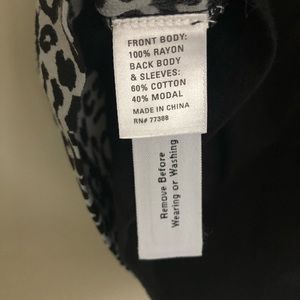 FRONT BODY:
100% RAYON
BACK BODY
& SLEEVES:
60% COTTON
40% MODAL
MADE IN CHINA
RN# 77388
Remove Before
Wearing or Washing